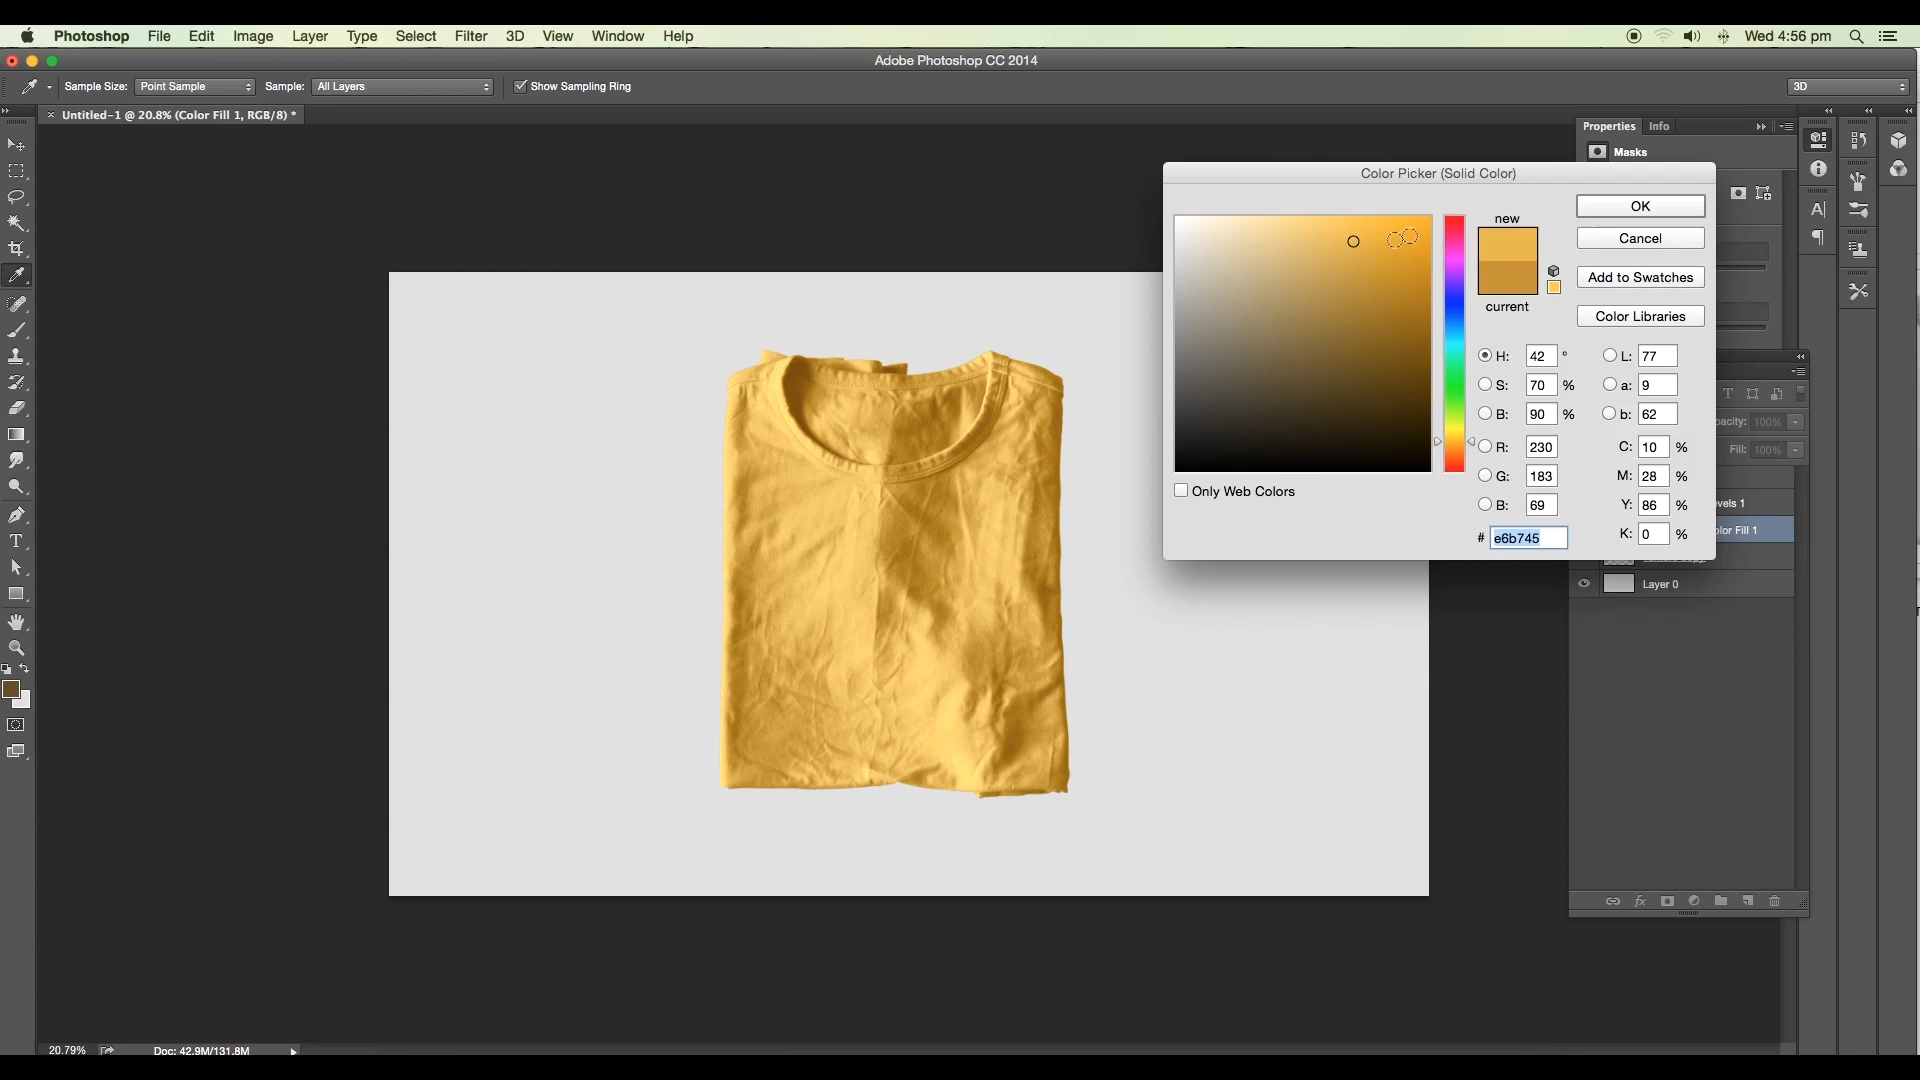 Photoshop File Edit Image Layer Type Select Filter 3D View Window Help Wed 4:56 pm
Adobe Photoshop CC 2014
Sample Size: Point Sample Sample: All Layers Show Sampling Ring 3D
Untitled-1 @ 20.8% (Color Fill 1, RGB/8) *
Properties Info
Masks
Color Picker (Solid Color)
new
OK
Cancel
Add to Swatches
current
Color Libraries
H: 42 ° L: 77
S: 70 % a: 9
B: 90 % b: 62
R: 230 C: 10 %
G: 183 M: 28 %
B: 69 Y: 86 %
# e6b745 K: 0 %
Only Web Colors
pacity: 100%
Fill: 100%
evels 1
olor Fill 1
Layer 0
20.79% Doc: 42.9M/131.8M